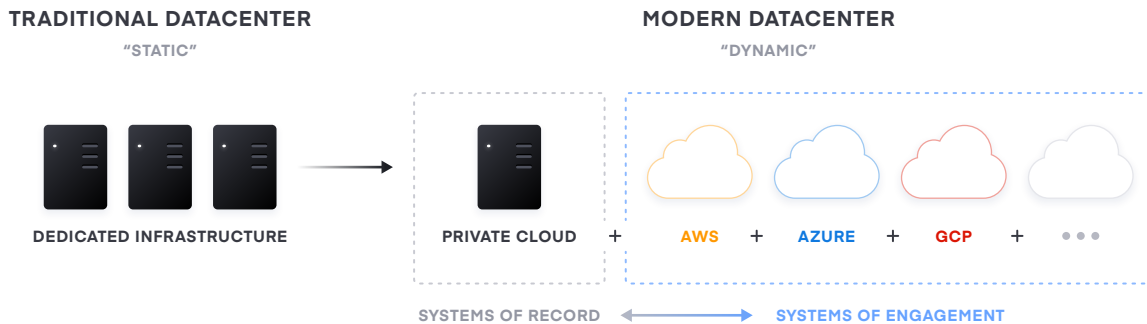 TRADITIONAL DATACENTER
“STATIC”
DEDICATED INFRASTRUCTURE
MODERN DATACENTER
“DYNAMIC”
PRIVATE CLOUD + AWS + AZURE + GCP + •••
SYSTEMS OF RECORD
SYSTEMS OF ENGAGEMENT